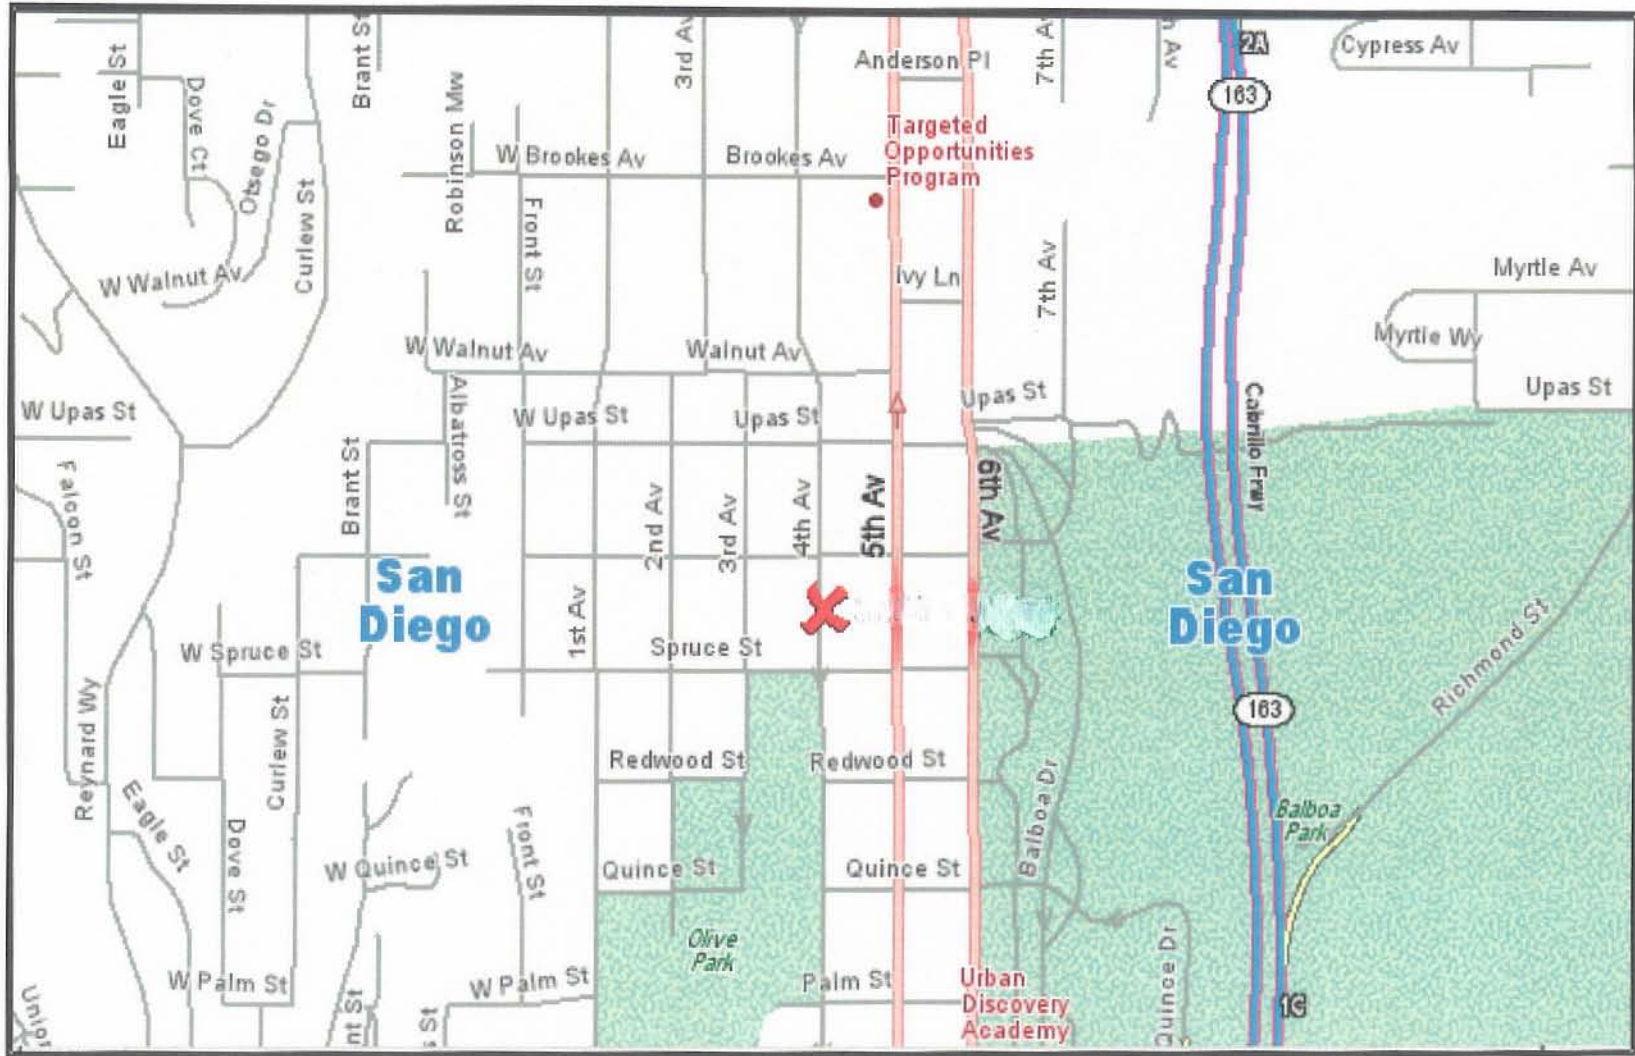 Eagle St
Dove Ct
Otsego Dr
Curlew St
Brant St
Robinson Mw
3rd Av
Anderson Pl
7th Av
Av
2A
163
Cypress Av
W Brookes Av
Brookes Av
Targeted
Opportunities
Program
Front St
W Walnut Av
Ivy Ln
7th Av
Myrtle Av
Myrtle Wy
W Walnut Av
Walnut Av
W Upas St
Albatross St
W Upas St
Upas St
Upas St
Upas St
Cabrillo Frwy
Falcon St
Brant St
2nd Av
3rd Av
4th Av
5th Av
6th Av
San
Diego
San
Diego
1st Av
W Spruce St
Spruce St
Richmond St
163
Reynard Wy
Curlew St
Redwood St
Redwood St
Balboa Dr
Balboa
Park
Eagle St
Dove St
W Quince St
Front St
Quince St
Quince St
Olive
Park
W Palm St
W Palm St
Palm St
Urban
Discovery
Academy
Quince Dr
1C
Union
nt St
St